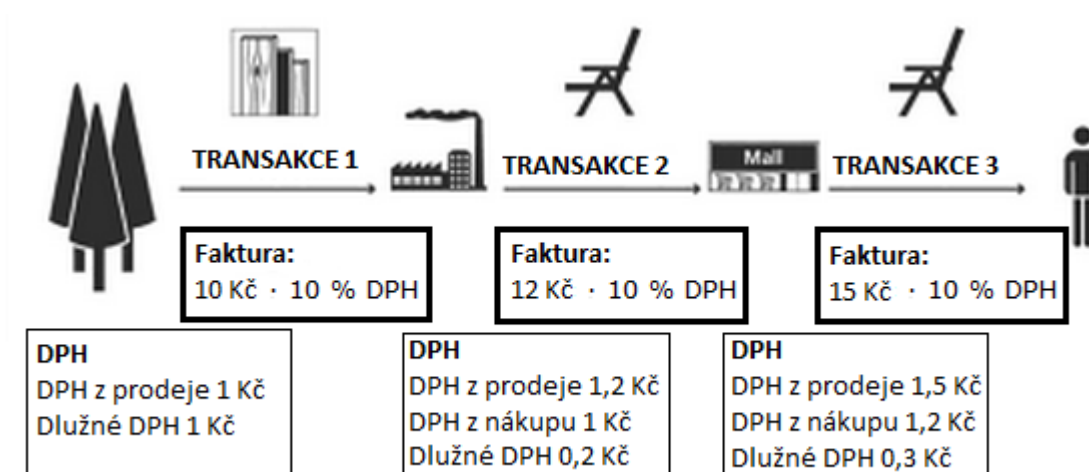 TRANSAKCE 1
TRANSAKCE 2
Mall
TRANSAKCE 3
Faktura:
10 Kč · 10 % DPH
Faktura:
12 Kč · 10 % DPH
Faktura:
15 Kč · 10 % DPH
DPH
DPH z prodeje 1 Kč
Dlužné DPH 1 Kč
DPH
DPH z prodeje 1,2 Kč
DPH z nákupu 1 Kč
Dlužné DPH 0,2 Kč
DPH
DPH z prodeje 1,5 Kč
DPH z nákupu 1,2 Kč
Dlužné DPH 0,3 Kč